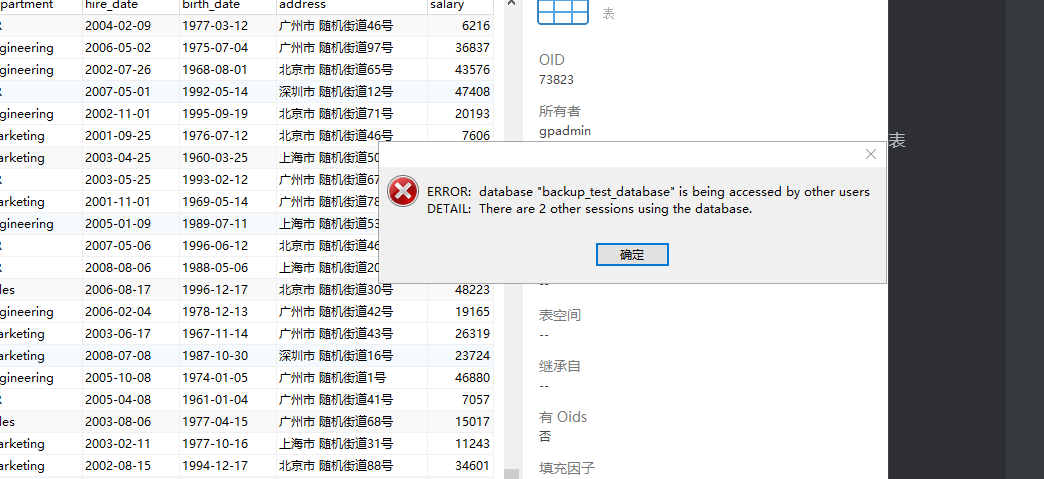 partment hire_date birth_date address salary
R 2004-02-09 1977-03-12 广州市 随机街道46号 6216
gineering 2006-05-02 1975-07-04 广州市 随机街道97号 36837
gineering 2002-07-26 1968-08-01 北京市 随机街道65号 43576
R 2007-05-01 1992-05-14 深圳市 随机街道12号 47408
gineering 2002-11-01 1995-09-19 北京市 随机街道71号 20193
arketing 2001-09-25 1976-07-12 北京市 随机街道46号 7606
arketing 2003-04-25 1960-03-25 上海市 随机街道50
R 2003-05-25 1993-02-12 广州市 随机街道67
arketing 2001-11-01 1969-05-14 广州市 随机街道78
gineering 2005-01-09 1989-07-11 上海市 随机街道53
R 2007-05-06 1996-06-12 北京市 随机街道46
R 2008-08-06 1988-05-06 上海市 随机街道20
les 2006-08-17 1996-12-17 北京市 随机街道30号 48223
gineering 2006-02-04 1978-12-13 广州市 随机街道42号 19165
arketing 2003-06-17 1967-11-14 广州市 随机街道43号 26319
arketing 2008-07-08 1987-10-30 深圳市 随机街道16号 23724
gineering 2005-10-08 1974-01-05 广州市 随机街道1号 46880
R 2005-04-08 1961-01-04 广州市 随机街道41号 7057
les 2003-08-06 1977-04-15 广州市 随机街道68号 15017
arketing 2003-02-11 1977-10-16 上海市 随机街道31号 11243
arketing 2002-08-15 1994-12-17 北京市 随机街道88号 34601
表
OID
73823
所有者
gpadmin
表
ERROR: database "backup_test_database" is being accessed by other users
DETAIL: There are 2 other sessions using the database.
确定
--
表空间
--
继承自
--
有 Oids
否
填充因子